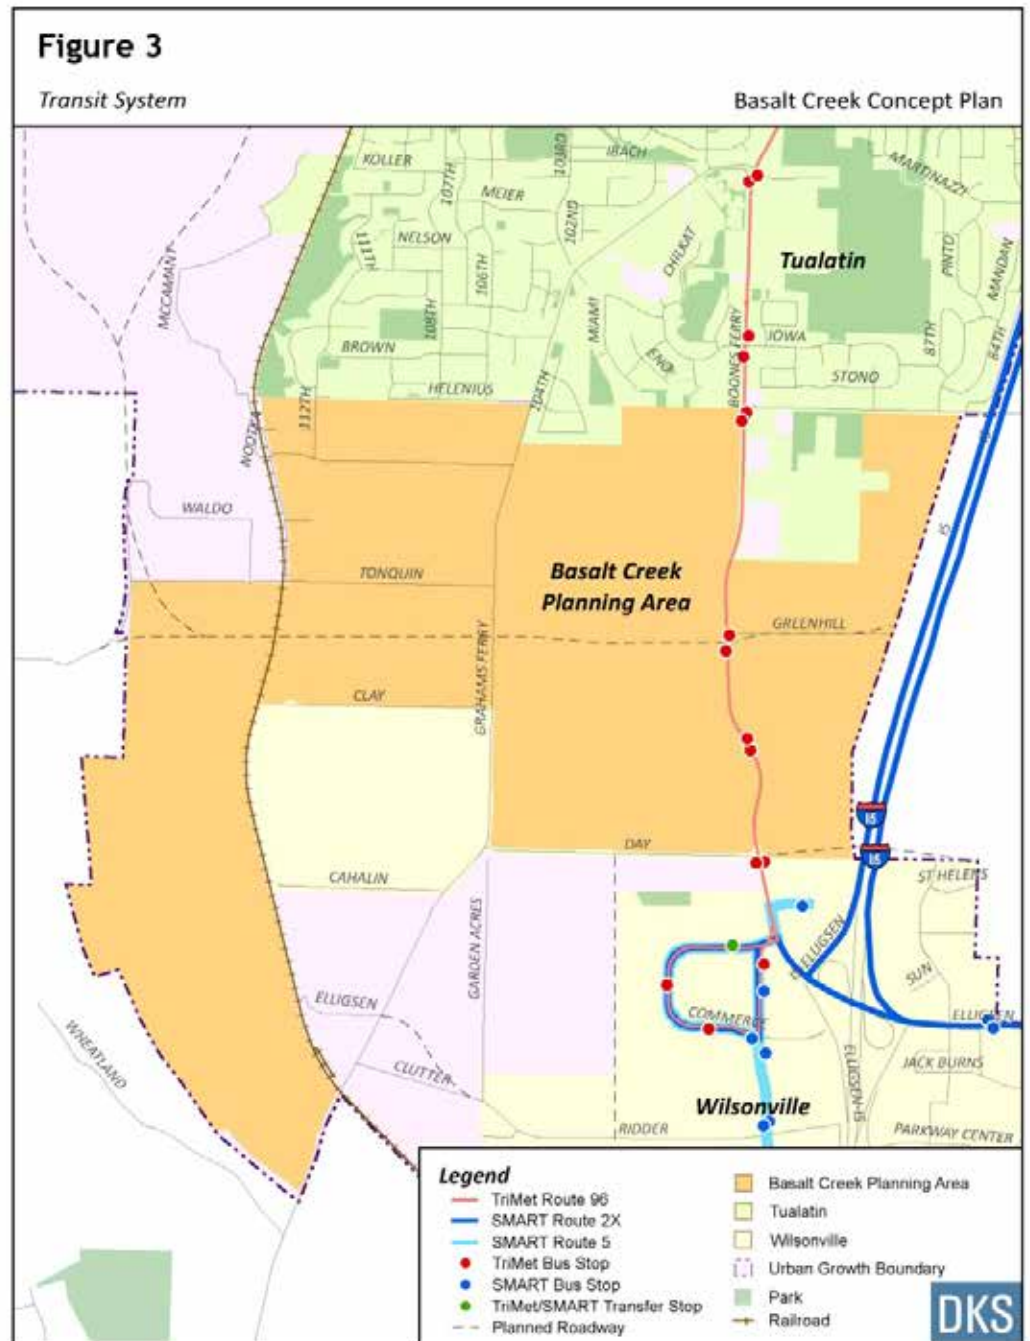 Figure 3
Transit System
Basalt Creek Concept Plan
KOLLER
107TH
103RD
IBACH
MARTINAZZI
MEIER
102ND
NELSON
111TH
106TH
CHILKAT
Tualatin
PINTO
MANDAN
MCCAMANT
108TH
MIAMI
BOONES FERRY
IOWA
87TH
84TH
BROWN
ENO
STONO
HELENIUS
104TH
112TH
NOOTKA
WALDO
I5
TONQUIN
Basalt Creek
Planning Area
GREENHILL
GRAHAMS FERRY
CLAY
I5
DAY
I5
CAHALIN
ST HELENS
GARDEN ACRES
ELLIGSEN
SUN
ELLIGSEN
COMMERCE
ELLIGSEN
WHEATLAND
CLUTTER
ELLIGSEN-I5
JACK BURNS
Wilsonville
RIDDER
PARKWAY CENTER
Legend
TriMet Route 96
SMART Route 2X
SMART Route 5
TriMet Bus Stop
SMART Bus Stop
TriMet/SMART Transfer Stop
Planned Roadway
Basalt Creek Planning Area
Tualatin
Wilsonville
Urban Growth Boundary
Park
Railroad
DKS